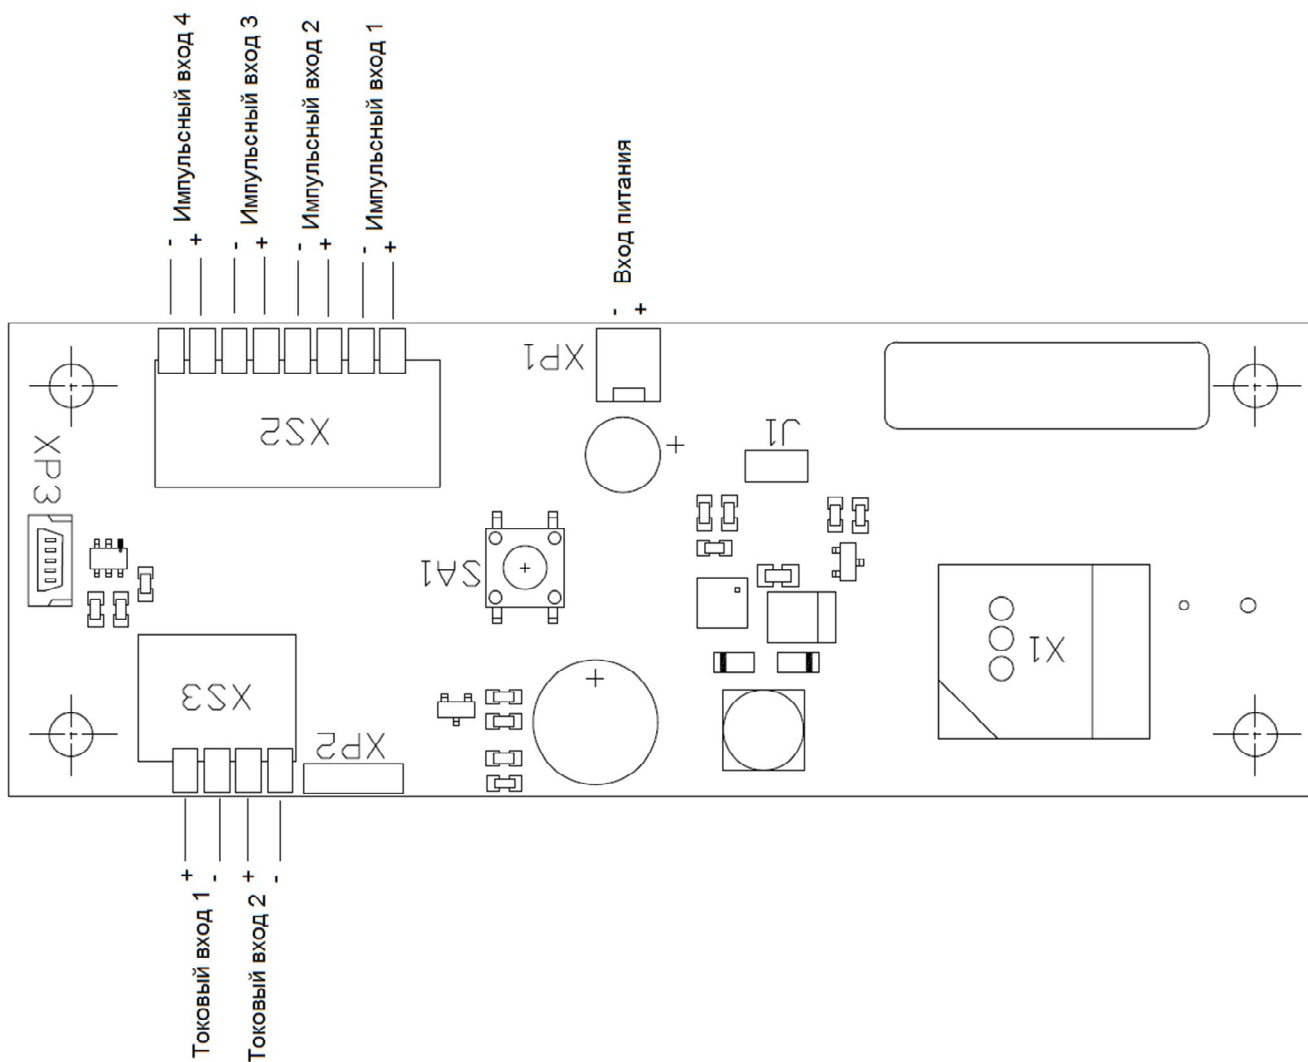 - Импульсный вход 4
+
- Импульсный вход 3
+
- Импульсный вход 2
+
- Импульсный вход 1
+
- Вход питания
+
XP1
XS2
J1
XP3
SA1
X1
XS3
XP2
+
+
+
Токовый вход 1 +
-
Токовый вход 2 +
-